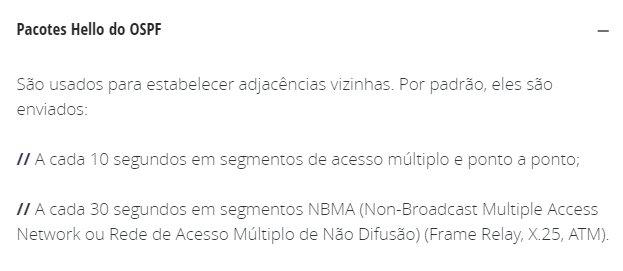 Pacotes Hello do OSPF
São usados para estabelecer adjacências vizinhas. Por padrão, eles são
enviados:
// A cada 10 segundos em segmentos de acesso múltiplo e ponto a ponto;
// A cada 30 segundos em segmentos NBMA (Non-Broadcast Multiple Access
Network ou Rede de Acesso Múltiplo de Não Difusão) (Frame Relay, X.25, ATM).